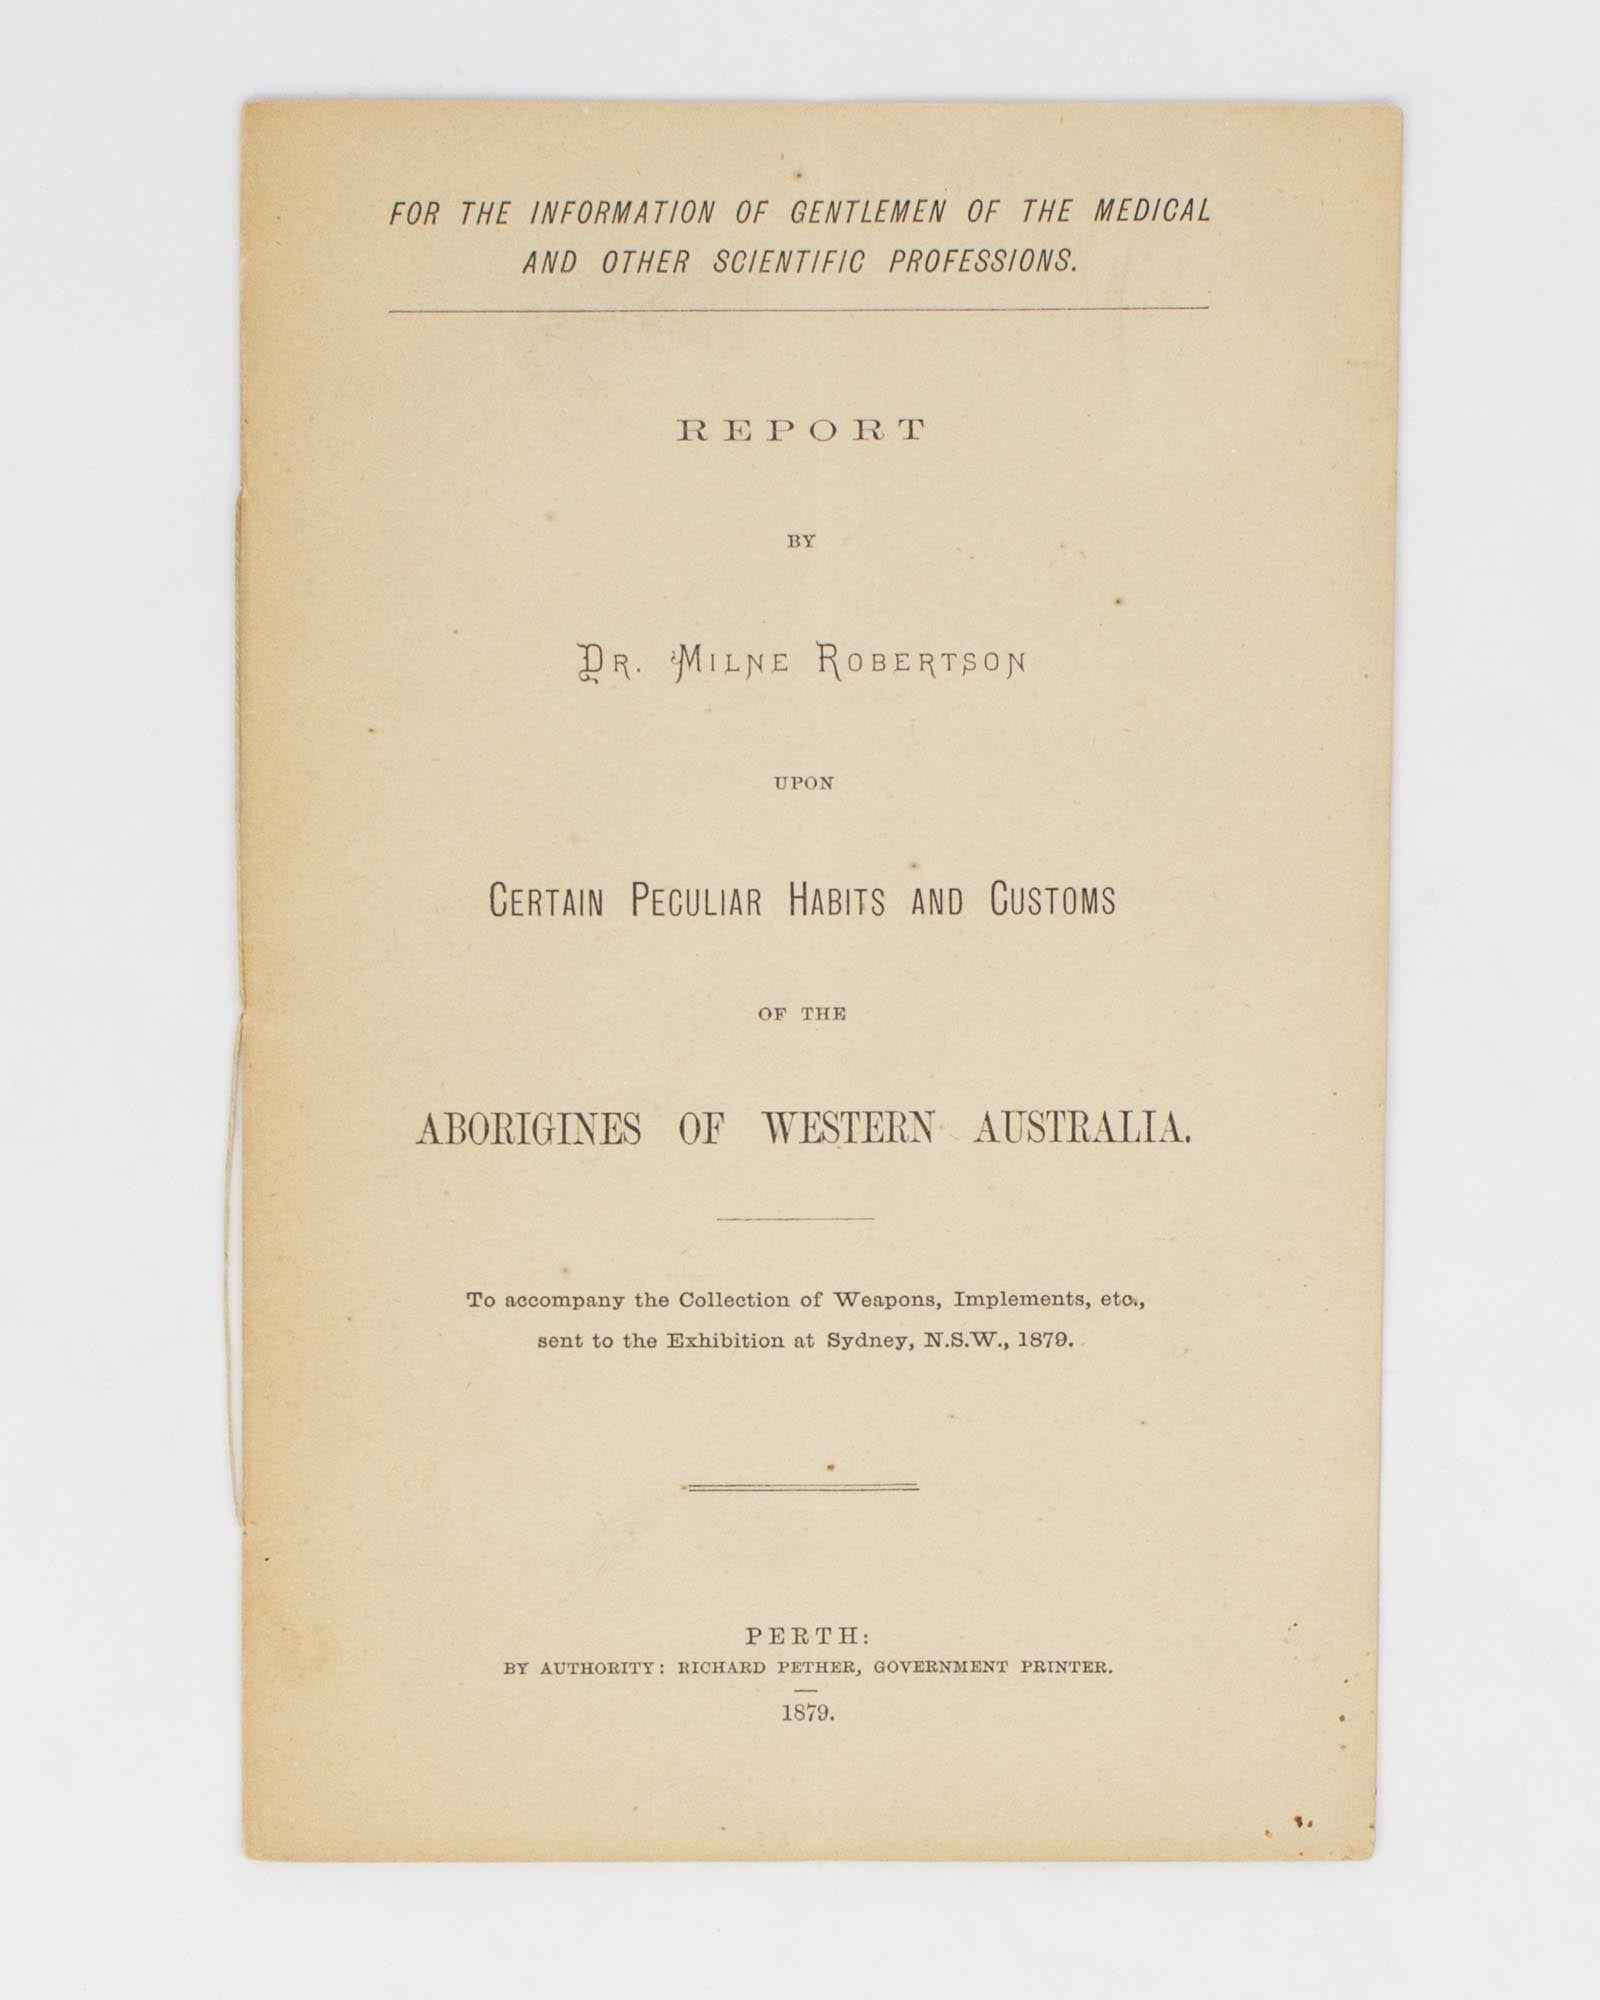 FOR THE INFORMATION OF GENTLEMEN OF THE MEDICAL
AND OTHER SCIENTIFIC PROFESSIONS.
REPORT
BY
DR. MILNE ROBERTSON
UPON
CERTAIN PECULIAR HABITS AND CUSTOMS
OF THE
ABORIGINES OF WESTERN AUSTRALIA.
To accompany the Collection of Weapons, Implements, etc.,
sent to the Exhibition at Sydney, N.S.W., 1879.
PERTH:
BY AUTHORITY: RICHARD PETHER, GOVERNMENT PRINTER.
1879.